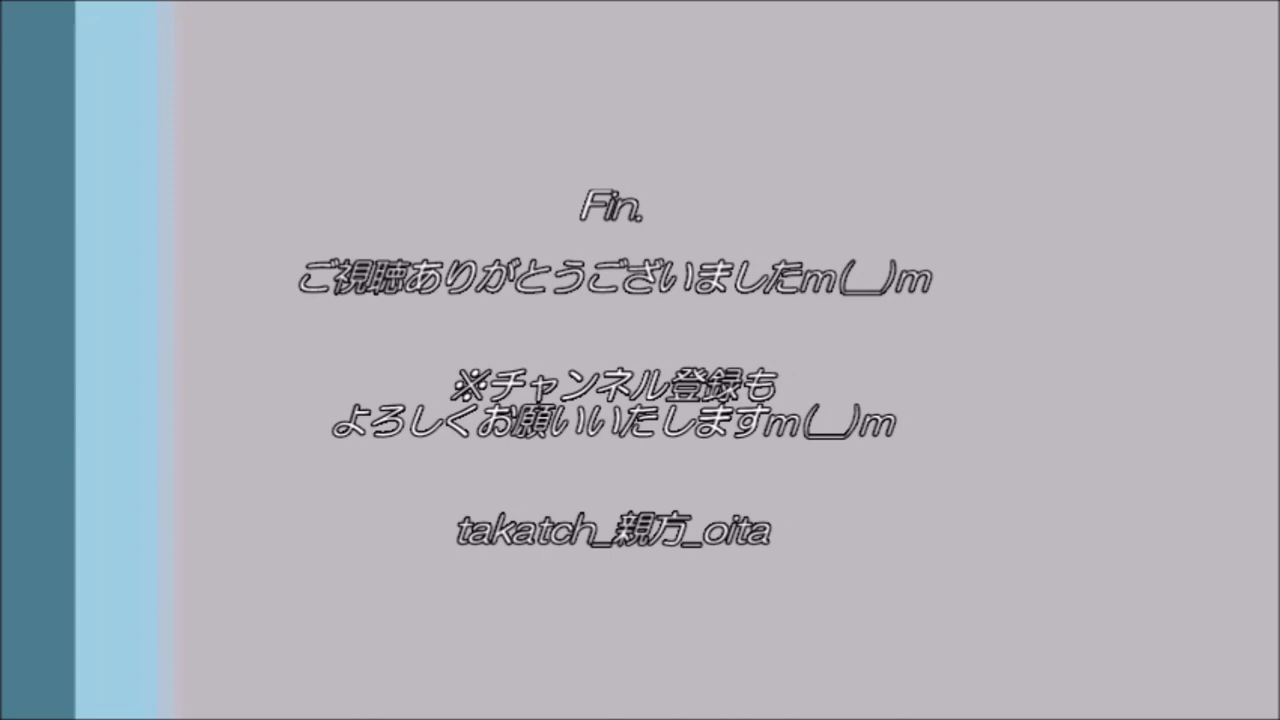 Fin.
ご視聴ありがとうございましたm(__)m
※チャンネル登録も
よろしくお願いいたしますm(__)m
takatch_親方_oita